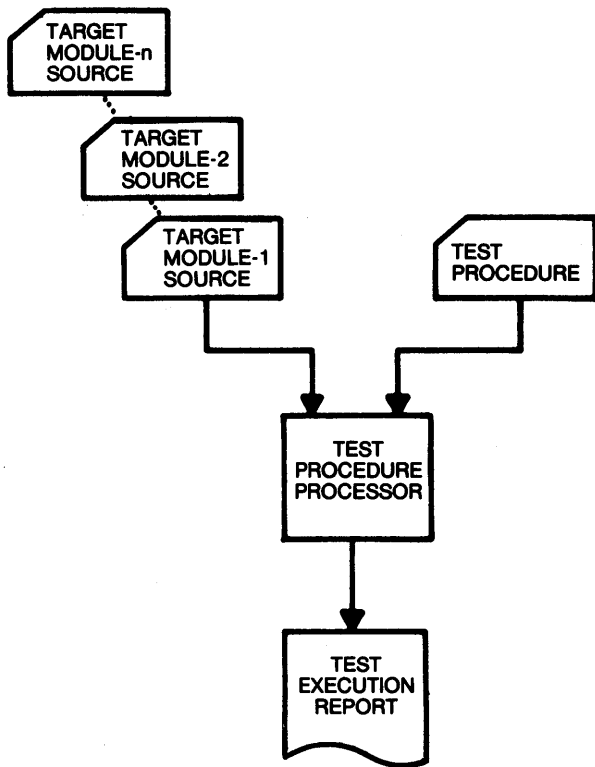 TARGET
MODULE-n
SOURCE
TARGET
MODULE-2
SOURCE
TARGET
MODULE-1
SOURCE
TEST
PROCEDURE
TEST
PROCEDURE
PROCESSOR
TEST
EXECUTION
REPORT